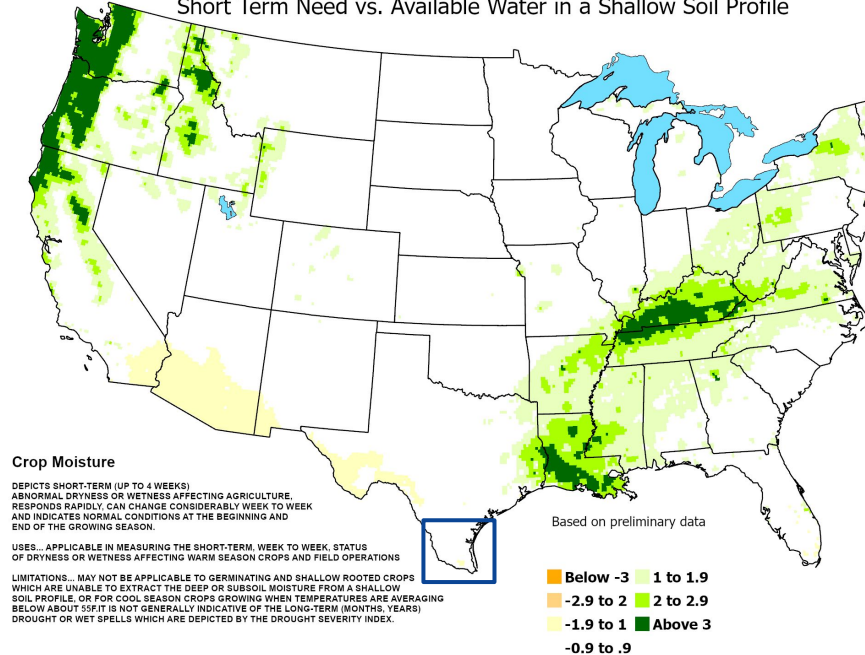 Short Term Need vs. Available Water in a Shallow Soil Profile
Crop Moisture
DEPICTS SHORT-TERM (UP TO 4 WEEKS)
ABNORMAL DRYNESS OR WETNESS AFFECTING AGRICULTURE,
RESPONDS RAPIDLY, CAN CHANGE CONSIDERABLY WEEK TO WEEK
AND INDICATES NORMAL CONDITIONS AT THE BEGINNING AND
END OF THE GROWING SEASON.
USES... APPLICABLE IN MEASURING THE SHORT-TERM, WEEK TO WEEK, STATUS
OF DRYNESS OR WETNESS AFFECTING WARM SEASON CROPS AND FIELD OPERATIONS
LIMITATIONS... MAY NOT BE APPLICABLE TO GERMINATING AND SHALLOW ROOTED CROPS
WHICH ARE UNABLE TO EXTRACT THE DEEP OR SUBSOIL MOISTURE FROM A SHALLOW
SOIL PROFILE, OR FOR COOL SEASON CROPS GROWING WHEN TEMPERATURES ARE AVERAGING
BELOW ABOUT 55F.IT IS NOT GENERALLY INDICATIVE OF THE LONG-TERM (MONTHS, YEARS)
DROUGHT OR WET SPELLS WHICH ARE DEPICTED BY THE DROUGHT SEVERITY INDEX.
Based on preliminary data
Below -3
1 to 1.9
-2.9 to 2
2 to 2.9
-1.9 to 1
Above 3
-0.9 to .9